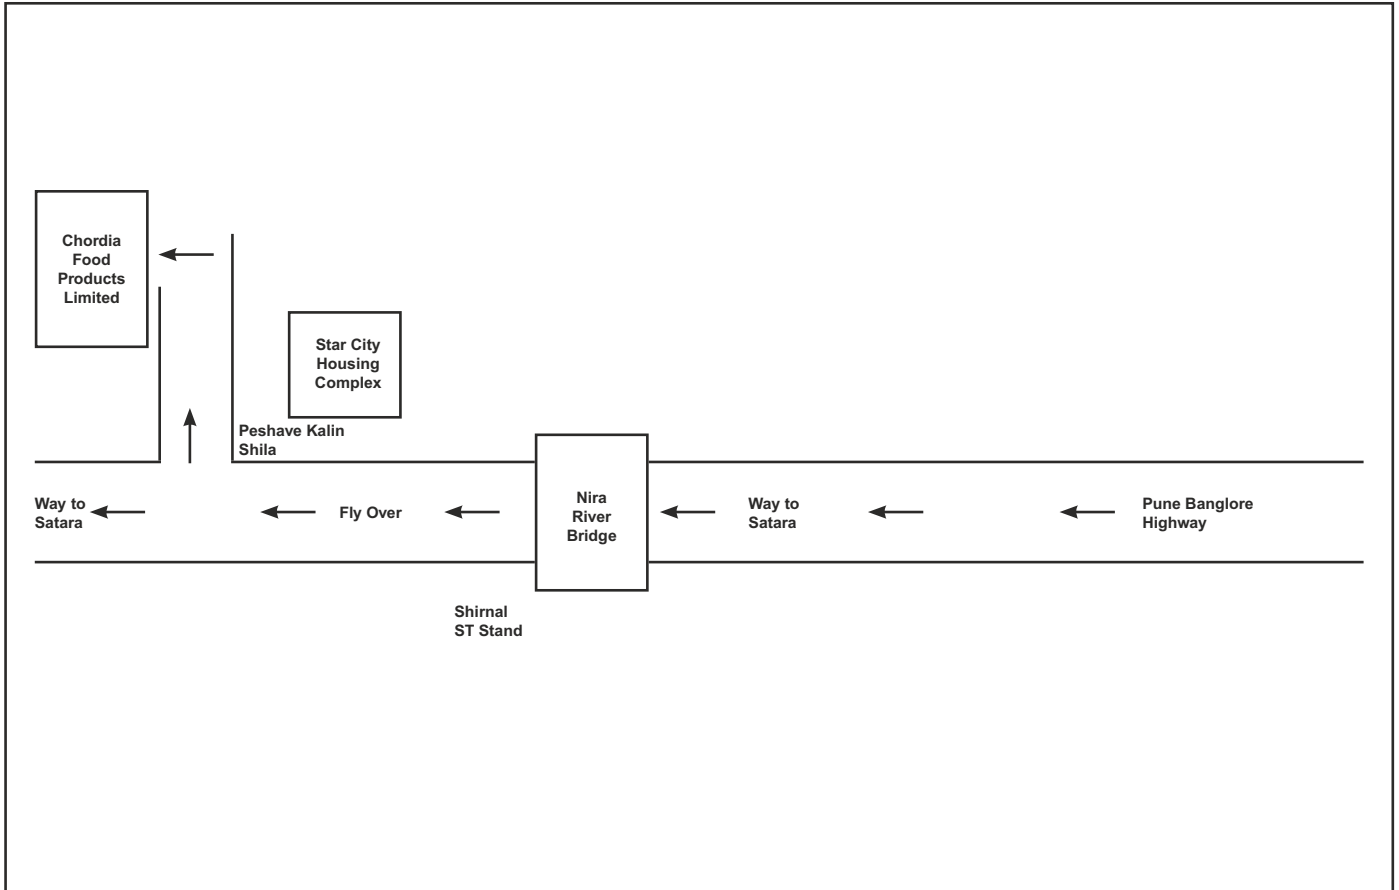 Chordia
Food
Products
Limited
Star City
Housing
Complex
Peshave Kalin
Shila
Way to
Satara
Fly Over
Nira
River
Bridge
Way to
Satara
Pune Banglore
Highway
Shirnal
ST Stand